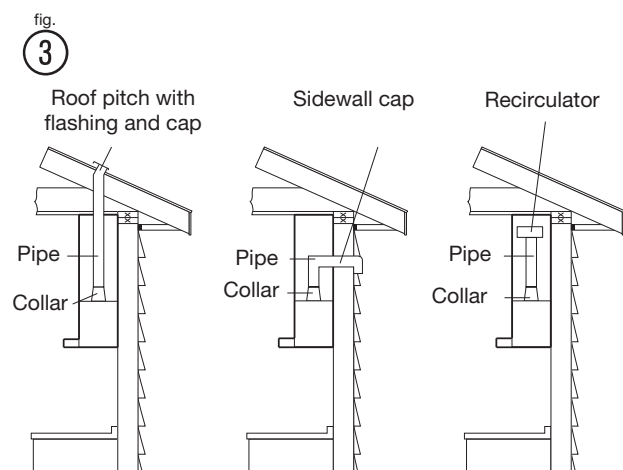 fig.
3
Roof pitch with
flashing and cap
Pipe
Collar
Sidewall cap
Pipe
Collar
Recirculator
Pipe
Collar